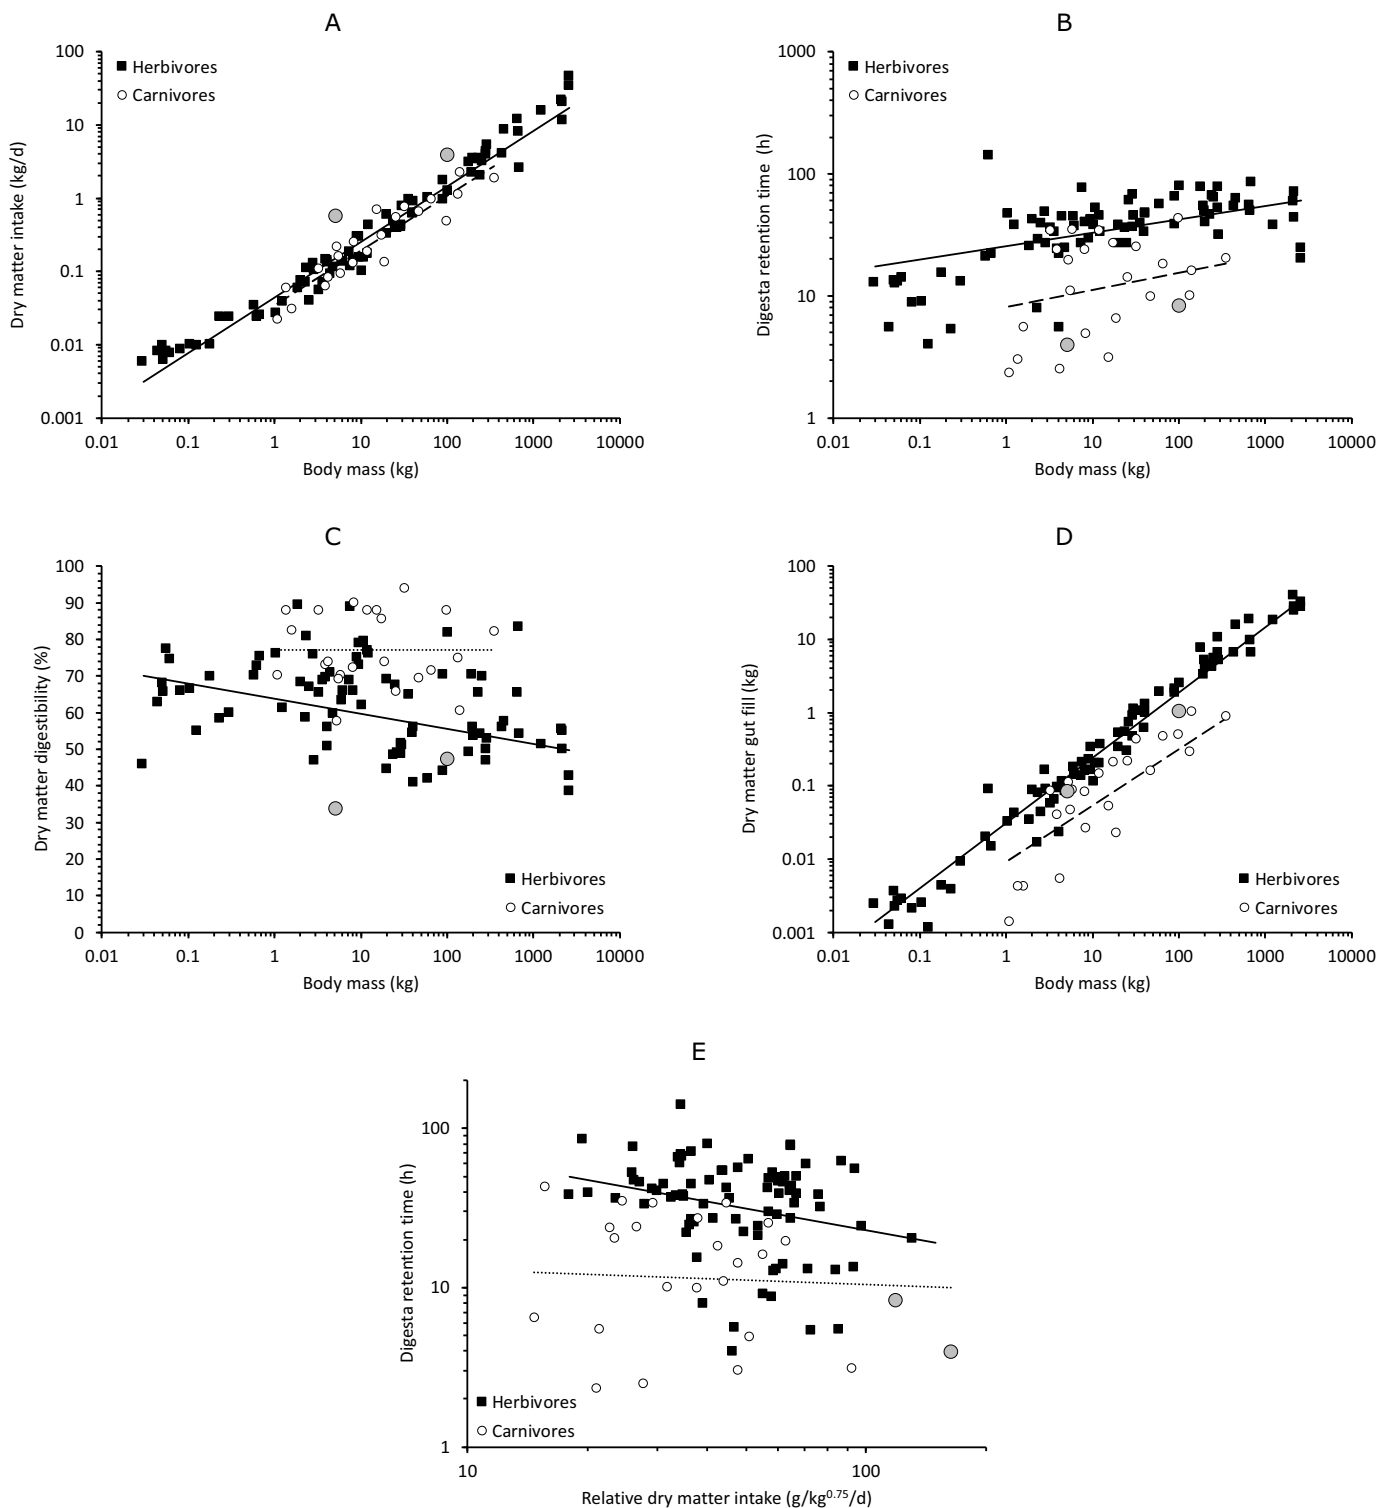 A
Dry matter intake (kg/d)
100
10
1
0.1
0.01
0.001
Herbivores
Carnivores
0.01 0.1 1 10 100 1000 10000
Body mass (kg)
B
Digesta retention time (h)
1000
100
10
1
Herbivores
Carnivores
0.01 0.1 1 10 100 1000 10000
Body mass (kg)
C
Dry matter digestibility (%)
100
90
80
70
60
50
40
30
20
10
0
Herbivores
Carnivores
0.01 0.1 1 10 100 1000 10000
Body mass (kg)
D
Dry matter gut fill (kg)
100
10
1
0.1
0.01
0.001
Herbivores
Carnivores
0.01 0.1 1 10 100 1000 10000
Body mass (kg)
E
Digesta retention time (h)
100
10
1
Herbivores
Carnivores
10 100
Relative dry matter intake (g/kg^0.75/d)